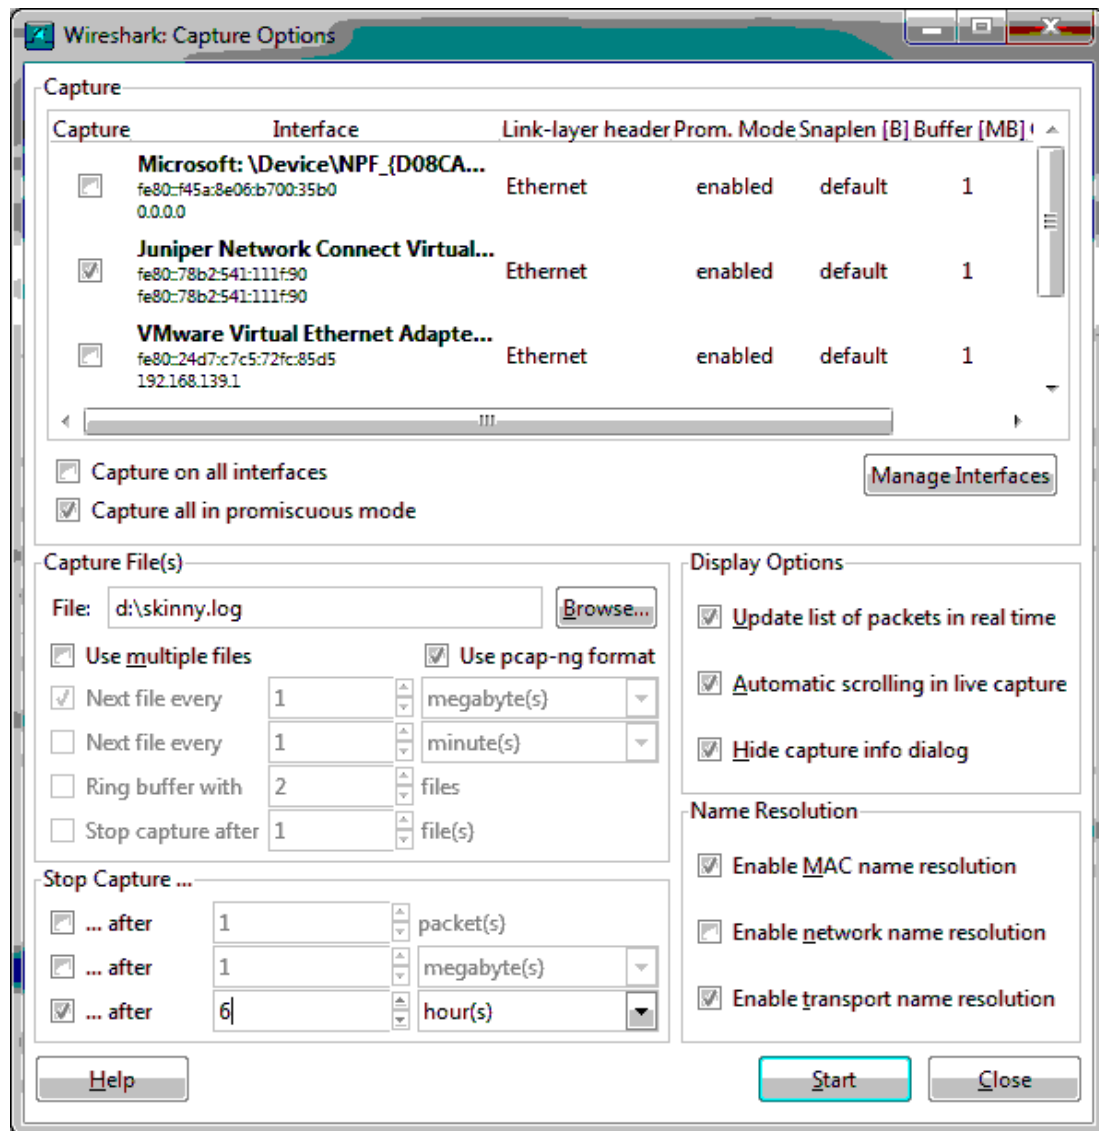 Wireshark: Capture Options
Capture
Capture Interface Link-layer header Prom. Mode Snaplen [B] Buffer [MB]
Microsoft: \Device\NPF_{D08CA...
fe80::f45a:8e06:b700:35b0
0.0.0.0
Ethernet enabled default 1
Juniper Network Connect Virtual...
fe80::78b2:541:111f:90
fe80::78b2:541:111f:90
Ethernet enabled default 1
VMware Virtual Ethernet Adapte...
fe80::24d7:c7c5:72fc:85d5
192.168.139.1
Ethernet enabled default 1
Capture on all interfaces
Manage Interfaces
Capture all in promiscuous mode
Capture File(s)
File: d:\skinny.log Browse...
Use multiple files Use pcap-ng format
Next file every 1 megabyte(s)
Next file every 1 minute(s)
Ring buffer with 2 files
Stop capture after 1 file(s)
Stop Capture ...
... after 1 packet(s)
... after 1 megabyte(s)
... after 6 hour(s)
Display Options
Update list of packets in real time
Automatic scrolling in live capture
Hide capture info dialog
Name Resolution
Enable MAC name resolution
Enable network name resolution
Enable transport name resolution
Help Start Close